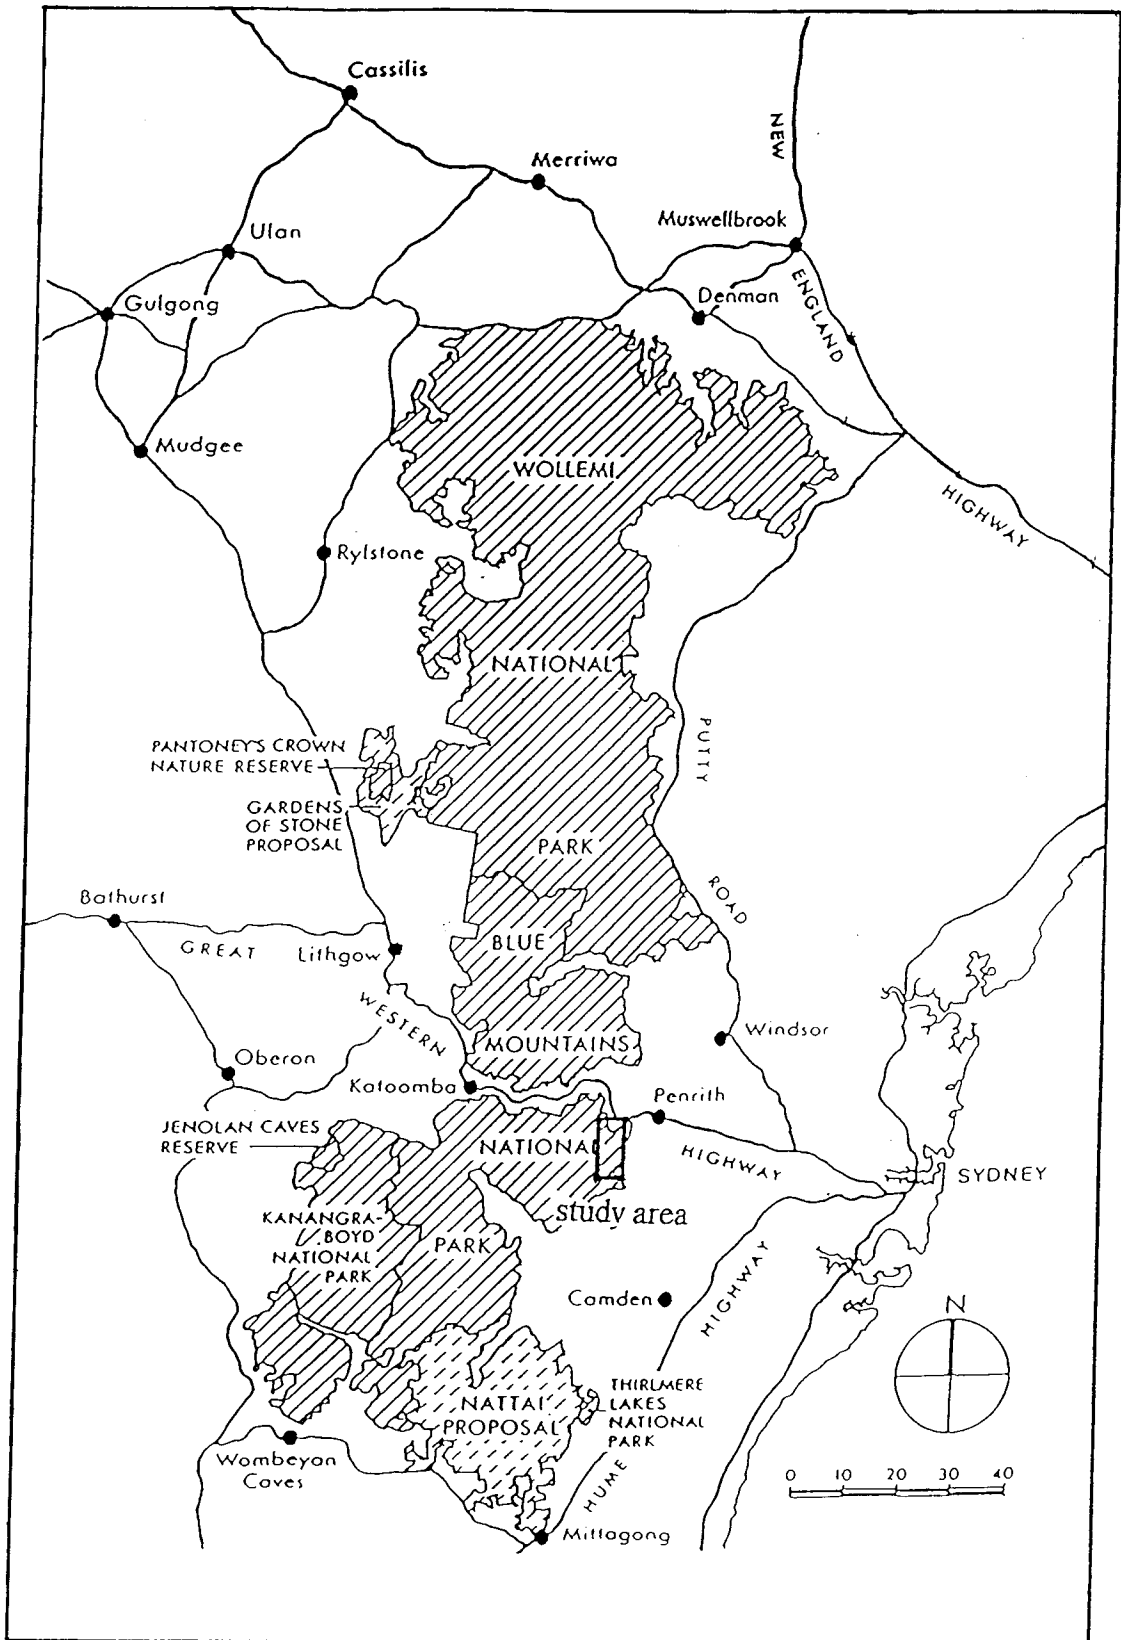 Cassilis
NEW
Merriwa
Muswellbrook
Ulan
ENGLAND
Denman
Gulgong
Mudgee
WOLLEMI
HIGHWAY
Rylstone
NATIONAL
PUTTY
PANTONEY'S CROWN
NATURE RESERVE
GARDENS
OF STONE
PROPOSAL
PARK
ROAD
Bathurst
GREAT
Lithgow
BLUE
WESTERN
MOUNTAINS
Windsor
Oberon
Katoomba
Penrith
JENOLAN CAVES
RESERVE
NATIONAL
HIGHWAY
SYDNEY
study area
KANANGRA-
BOYD
NATIONAL
PARK
PARK
Camden
HIGHWAY
N
THIRLMERE
LAKES
NATIONAL
PARK
NATTAI
PROPOSAL
Wombeyan
Caves
HUME
0 10 20 30 40
Mittagong